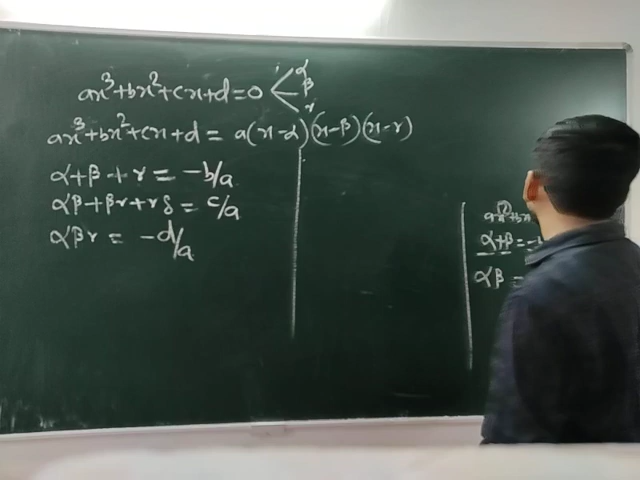 ax³+bx²+cx+d=0
α
β
γ
ax³+bx²+cx+d = a(x-α)(x-β)(x-γ)
α+β+γ = -b/a
αβ+βγ+γδ = c/a
αβγ = -d/a
α+β=-b
αβ =